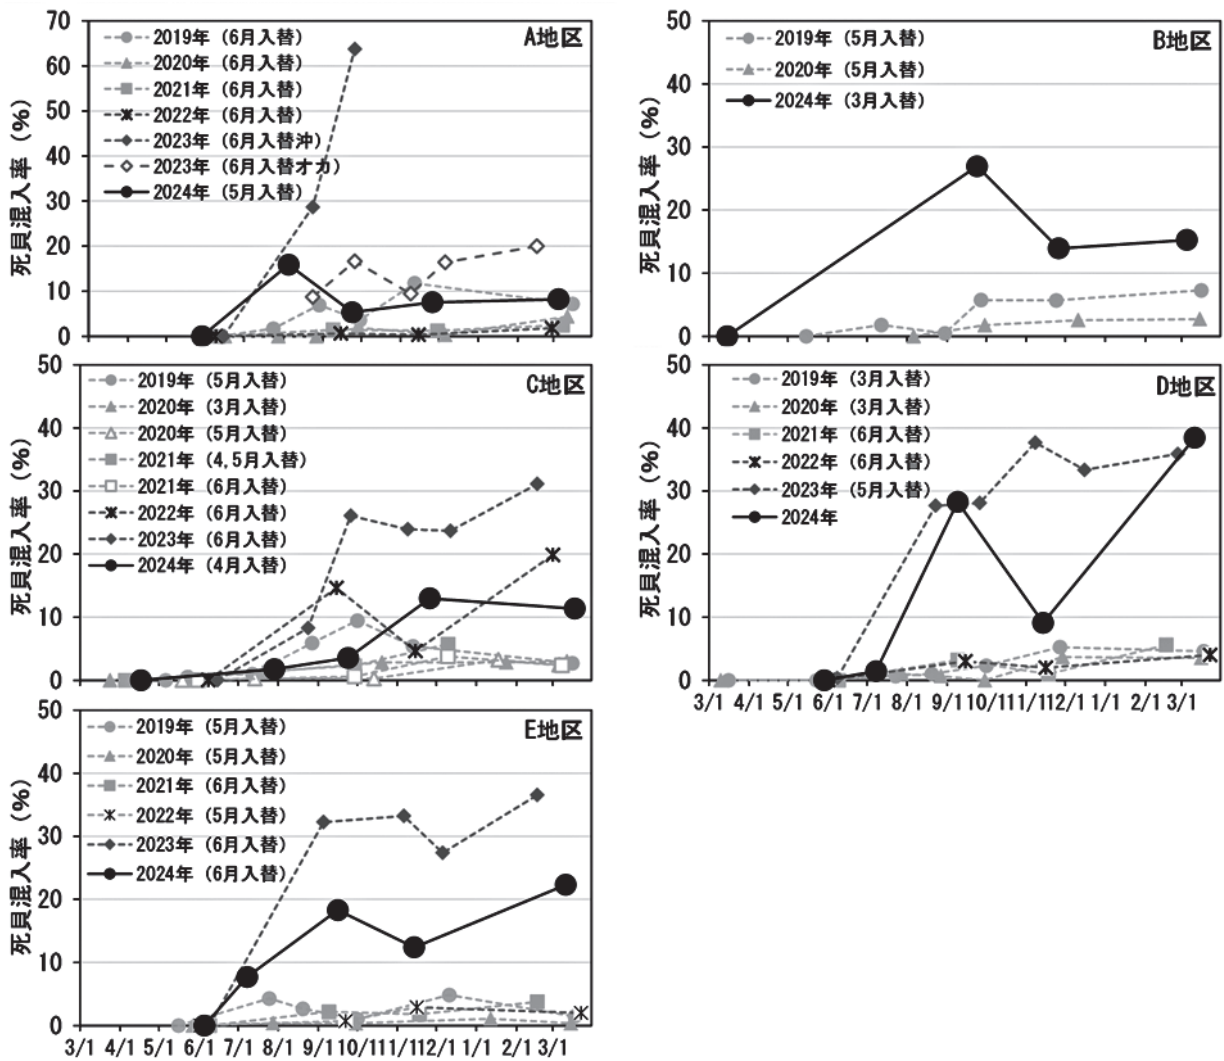 A地区
死貝混入率（%）
70
60
50
40
30
20
10
0
2019年（6月入替）
2020年（6月入替）
2021年（6月入替）
2022年（6月入替）
2023年（6月入替沖）
2023年（6月入替オカ）
2024年（5月入替）
B地区
死貝混入率（%）
50
40
30
20
10
0
2019年（5月入替）
2020年（5月入替）
2024年（3月入替）
C地区
死貝混入率（%）
50
40
30
20
10
0
2019年（5月入替）
2020年（3月入替）
2020年（5月入替）
2021年（4,5月入替）
2021年（6月入替）
2022年（6月入替）
2023年（6月入替）
2024年（4月入替）
D地区
死貝混入率（%）
50
40
30
20
10
0
2019年（3月入替）
2020年（3月入替）
2021年（6月入替）
2022年（6月入替）
2023年（5月入替）
2024年
3/1 4/1 5/1 6/1 7/1 8/1 9/1 10/1 11/1 12/1 1/1 2/1 3/1
E地区
死貝混入率（%）
50
40
30
20
10
0
2019年（5月入替）
2020年（5月入替）
2021年（6月入替）
2022年（5月入替）
2023年（6月入替）
2024年（6月入替）
3/1 4/1 5/1 6/1 7/1 8/1 9/1 10/1 11/1 12/1 1/1 2/1 3/1